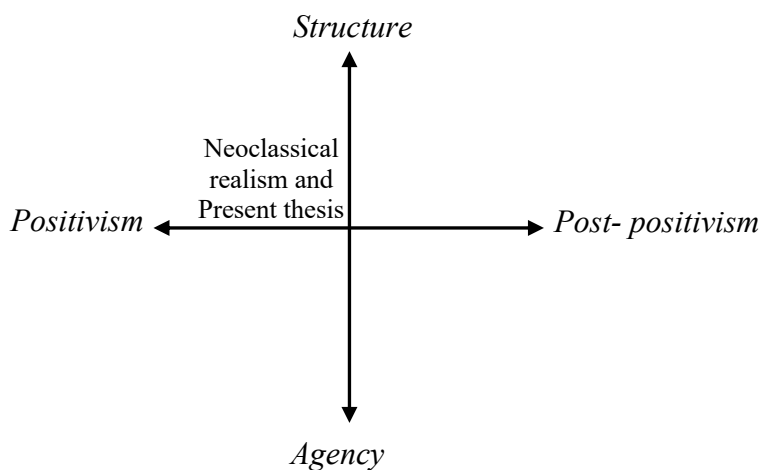 Structure
Neoclassical
realism and
Present thesis
Positivism
Post- positivism
Agency